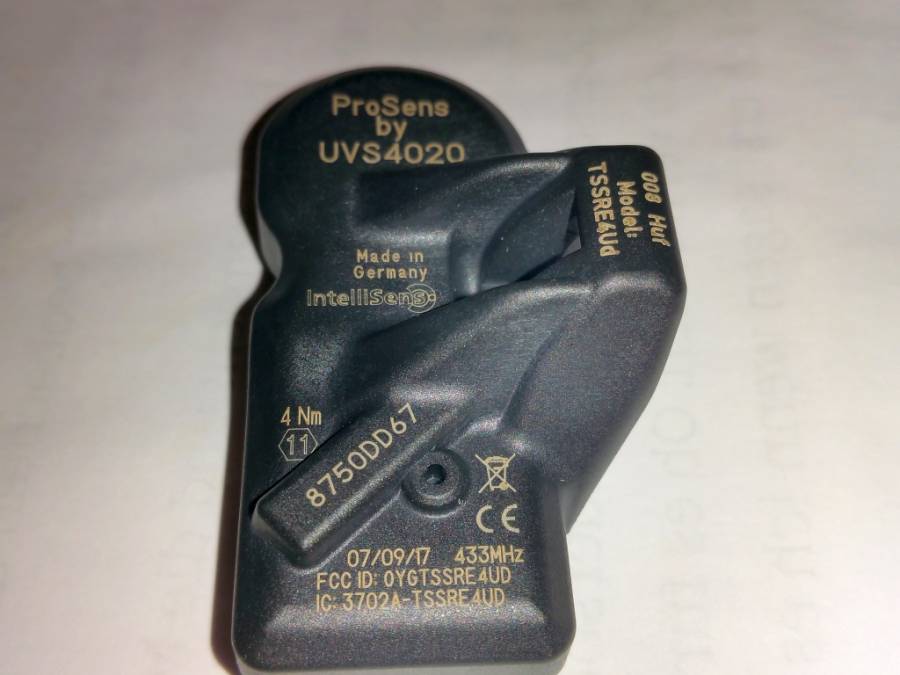 ProSens
by
UVS4020
008 Huf
Model:
TSSRE4Ud
Made in
Germany
IntelliSens
4 Nm
11
8750DD67
CE
07/09/17 433MHz
FCC ID: OYGTSSRE4UD
IC: 3702A-TSSRE4UD